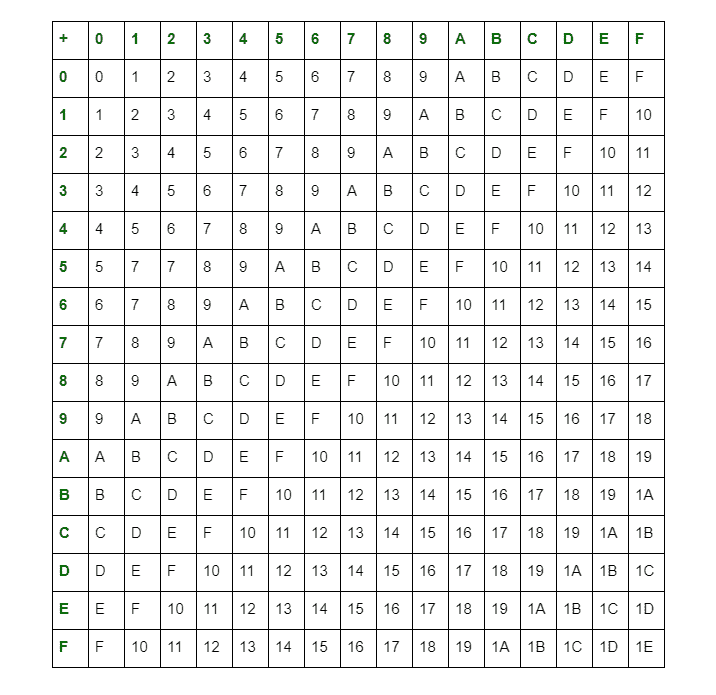 + 0 1 2 3 4 5 6 7 8 9 A B C D E F
0 0 1 2 3 4 5 6 7 8 9 A B C D E F
1 1 2 3 4 5 6 7 8 9 A B C D E F 10
2 2 3 4 5 6 7 8 9 A B C D E F 10 11
3 3 4 5 6 7 8 9 A B C D E F 10 11 12
4 4 5 6 7 8 9 A B C D E F 10 11 12 13
5 5 7 7 8 9 A B C D E F 10 11 12 13 14
6 6 7 8 9 A B C D E F 10 11 12 13 14 15
7 7 8 9 A B C D E F 10 11 12 13 14 15 16
8 8 9 A B C D E F 10 11 12 13 14 15 16 17
9 9 A B C D E F 10 11 12 13 14 15 16 17 18
A A B C D E F 10 11 12 13 14 15 16 17 18 19
B B C D E F 10 11 12 13 14 15 16 17 18 19 1A
C C D E F 10 11 12 13 14 15 16 17 18 19 1A 1B
D D E F 10 11 12 13 14 15 16 17 18 19 1A 1B 1C
E E F 10 11 12 13 14 15 16 17 18 19 1A 1B 1C 1D
F F 10 11 12 13 14 15 16 17 18 19 1A 1B 1C 1D 1E